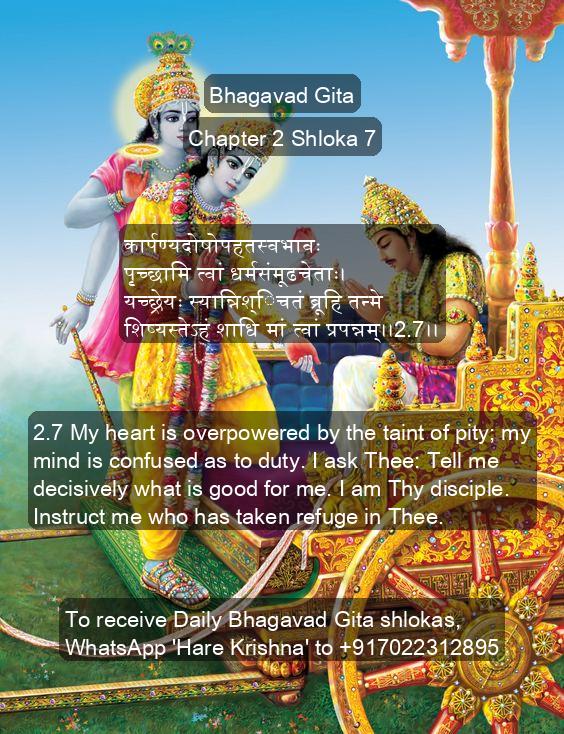 Bhagavad Gita
Chapter 2 Shloka 7
कार्पण्यदोषोपहतस्वभावः
पृच्छामि त्वां धर्मसंमूढचेताः।
यच्छ्रेयः स्यान्निश्िचतं ब्रूहि तन्मे
शिष्यस्तेऽहं शाधि मां त्वां प्रपन्नम्।।2.7।।
2.7 My heart is overpowered by the taint of pity; my
mind is confused as to duty. I ask Thee: Tell me
decisively what is good for me. I am Thy disciple.
Instruct me who has taken refuge in Thee.
To receive Daily Bhagavad Gita shlokas,
WhatsApp 'Hare Krishna' to +917022312895